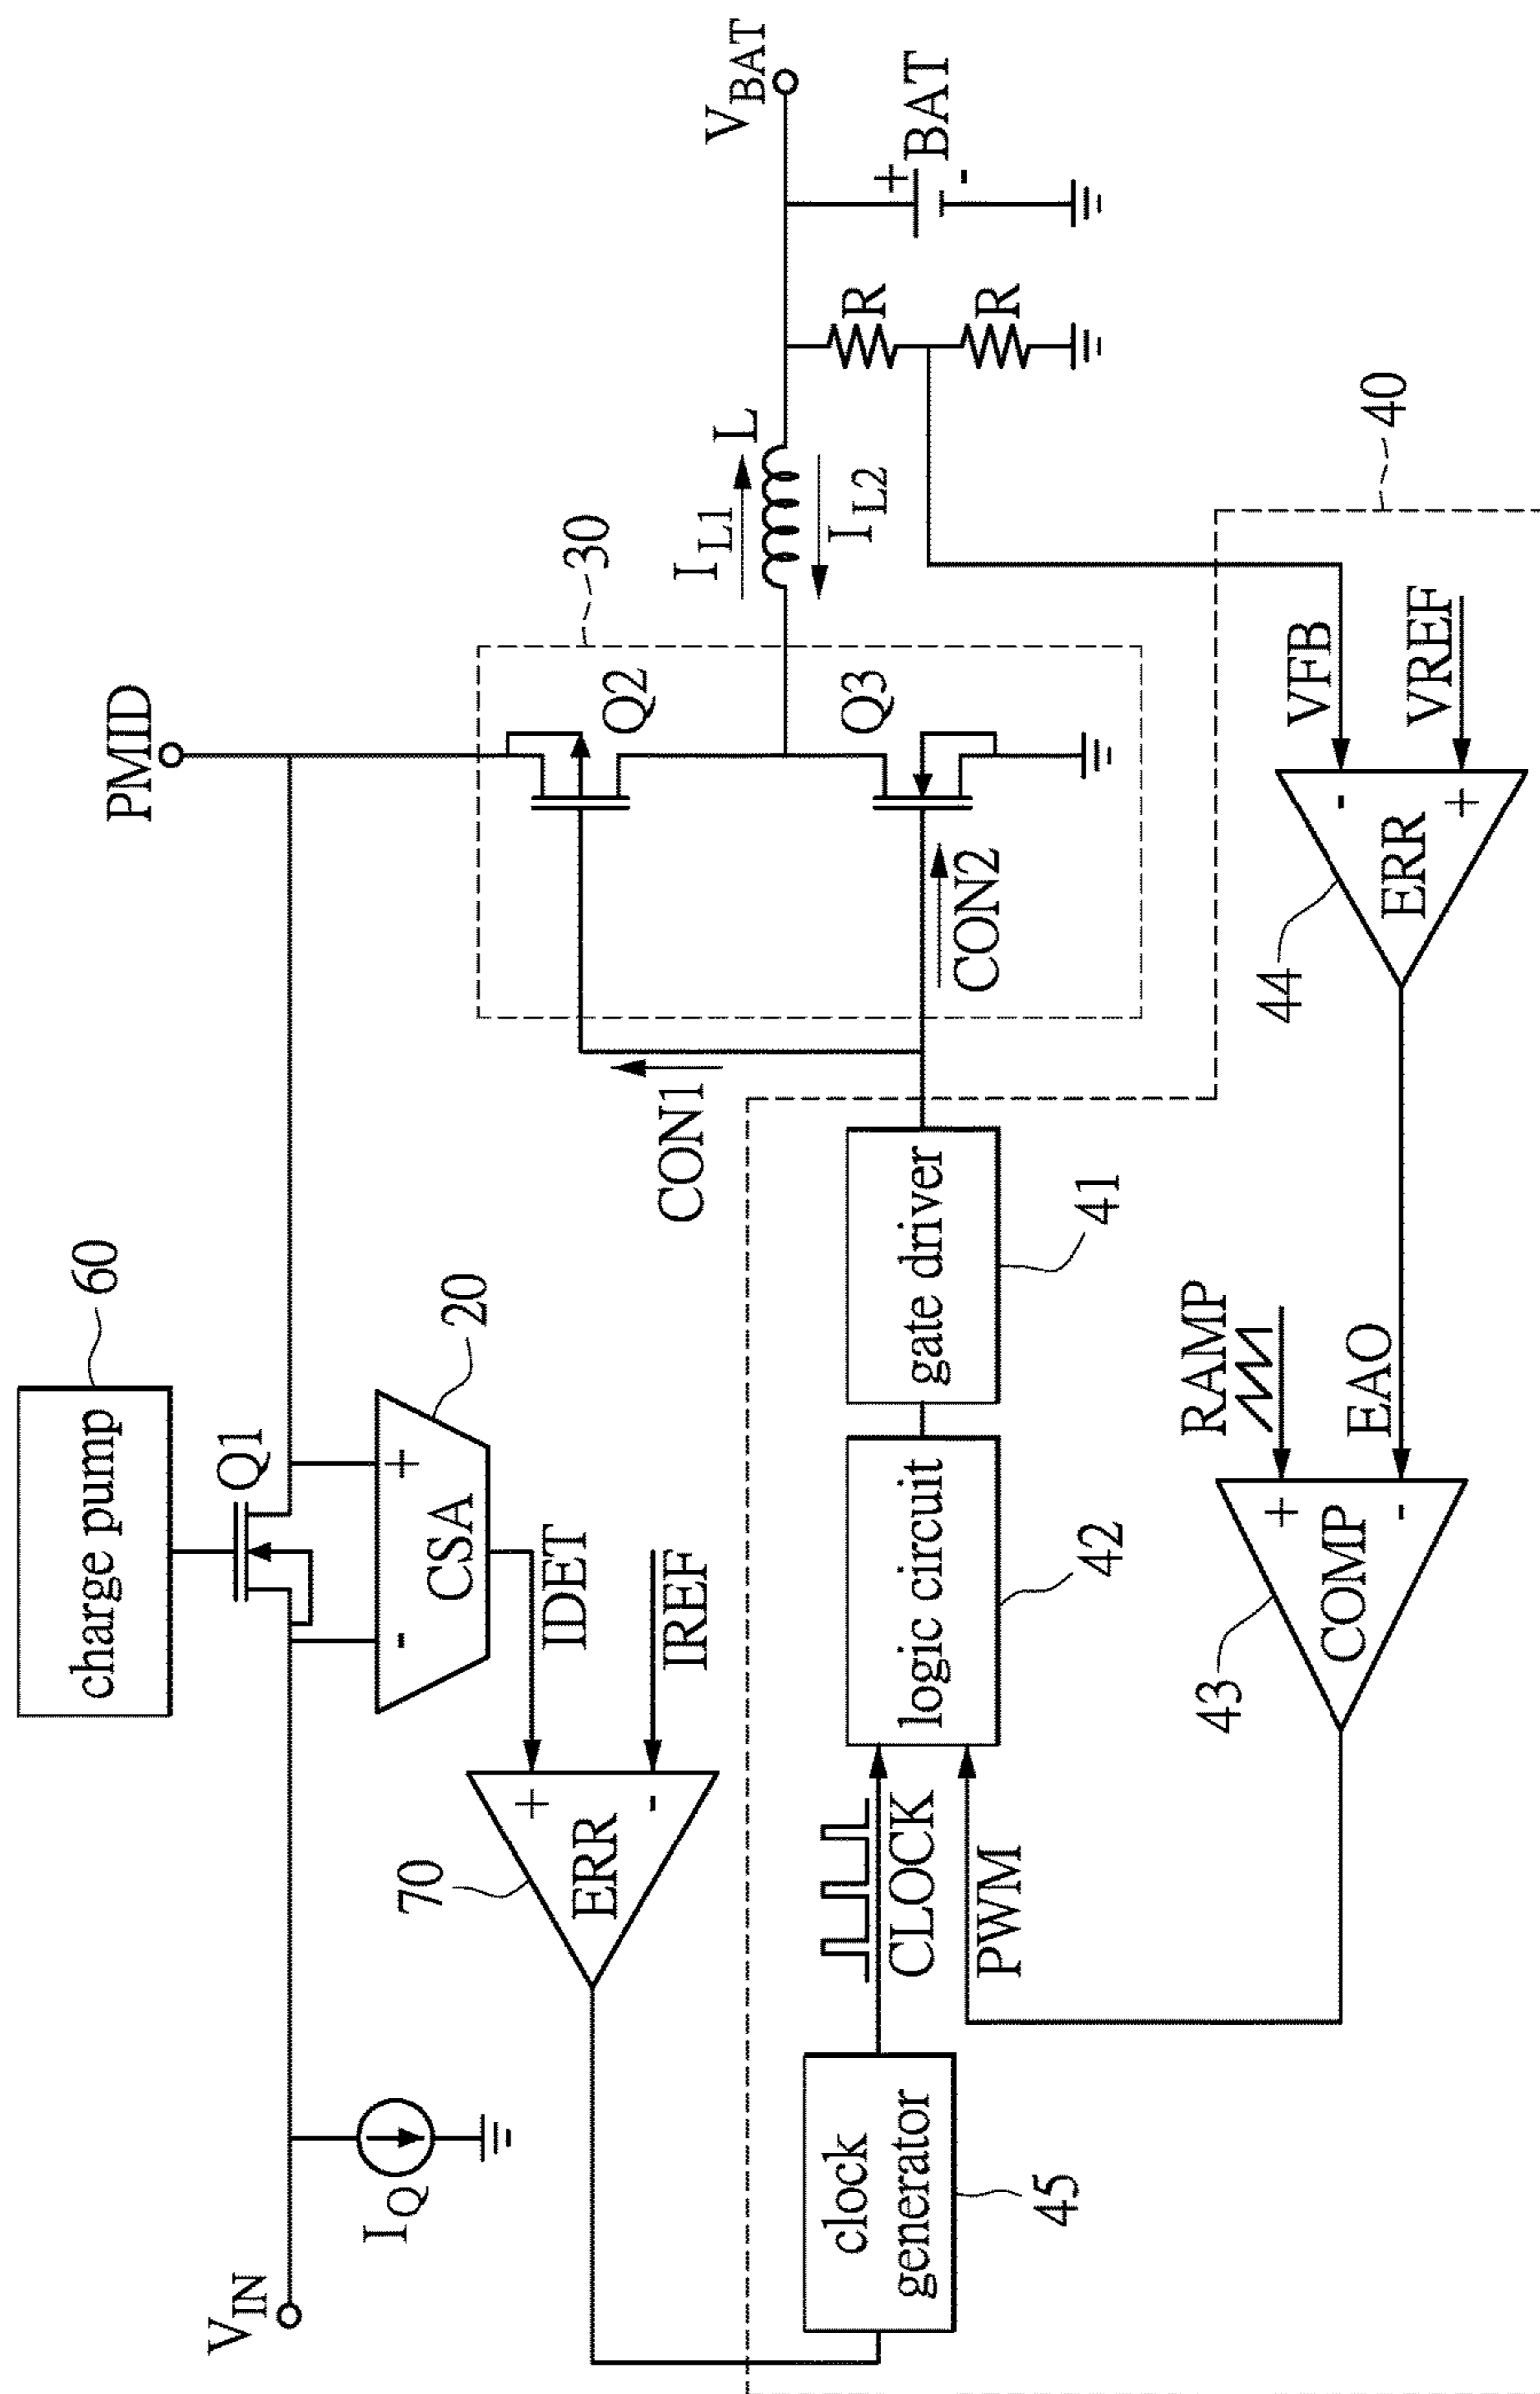 charge pump
60
Q1
PMID
V_IN
I_Q
-
+
CSA
20
IDET
IREF
+
-
ERR
70
30
Q2
Q3
CON1
CON2
I_L1
L
I_L2
V_BAT
+
BAT
-
R
R
40
clock
generator
45
CLOCK
PWM
logic circuit
42
gate driver
41
RAMP
EAO
+
-
COMP
43
VFB
VREF
-
+
ERR
44